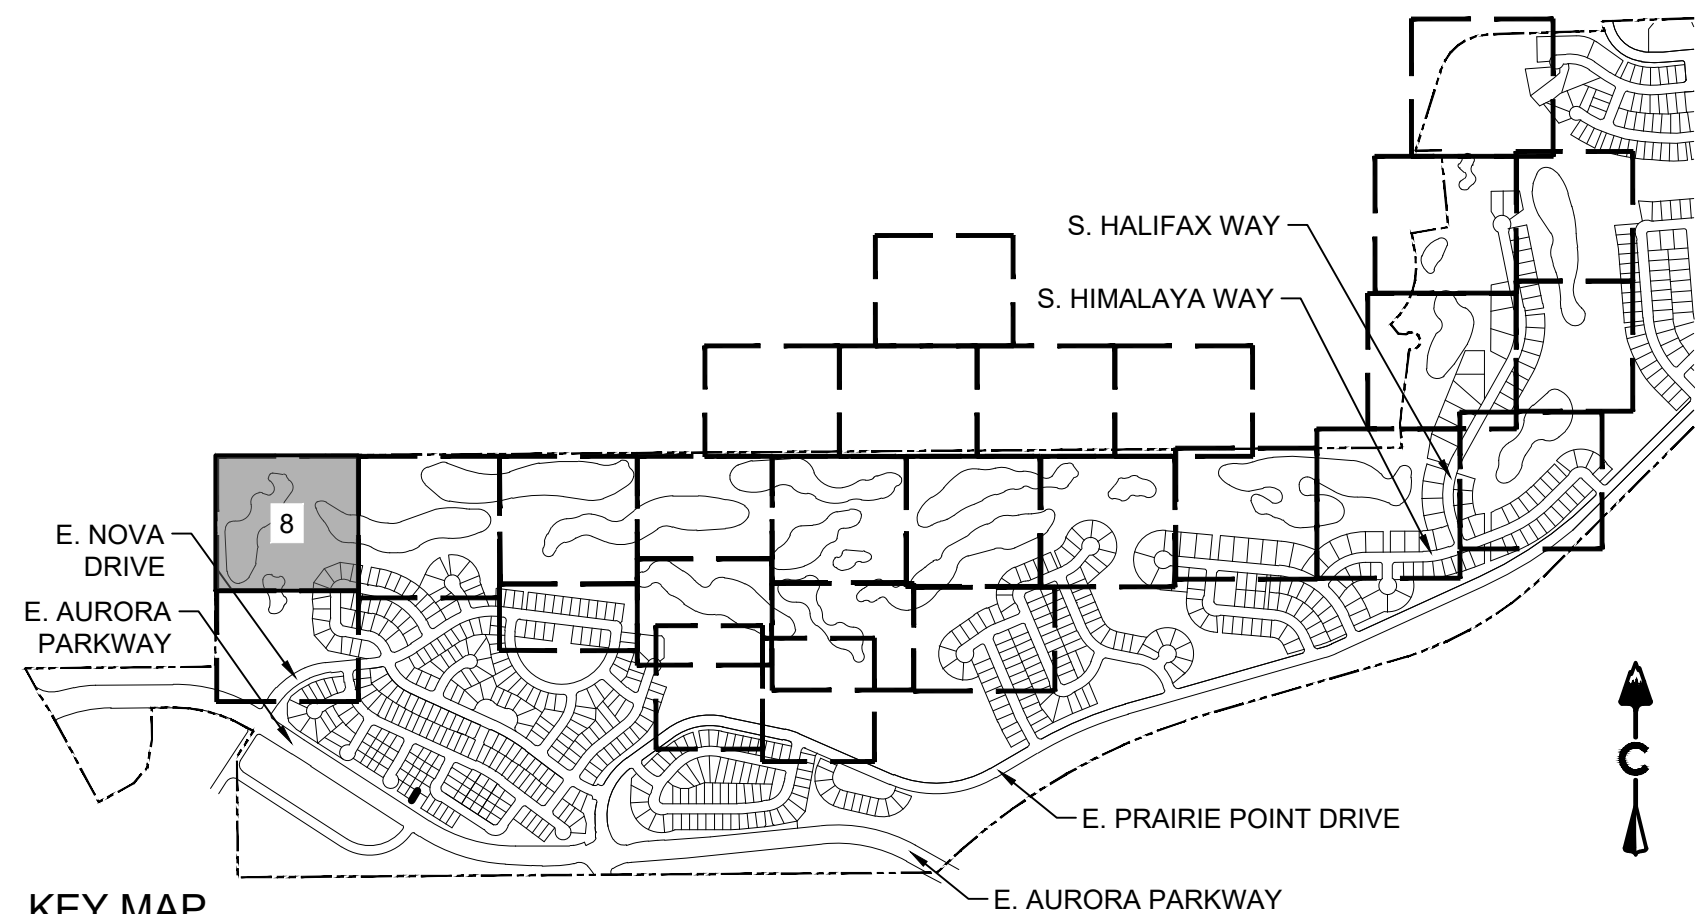 S. HALIFAX WAY
S. HIMALAYA WAY
8
E. NOVA
DRIVE
E. AURORA
PARKWAY
E. PRAIRIE POINT DRIVE
E. AURORA PARKWAY
KEY MAP